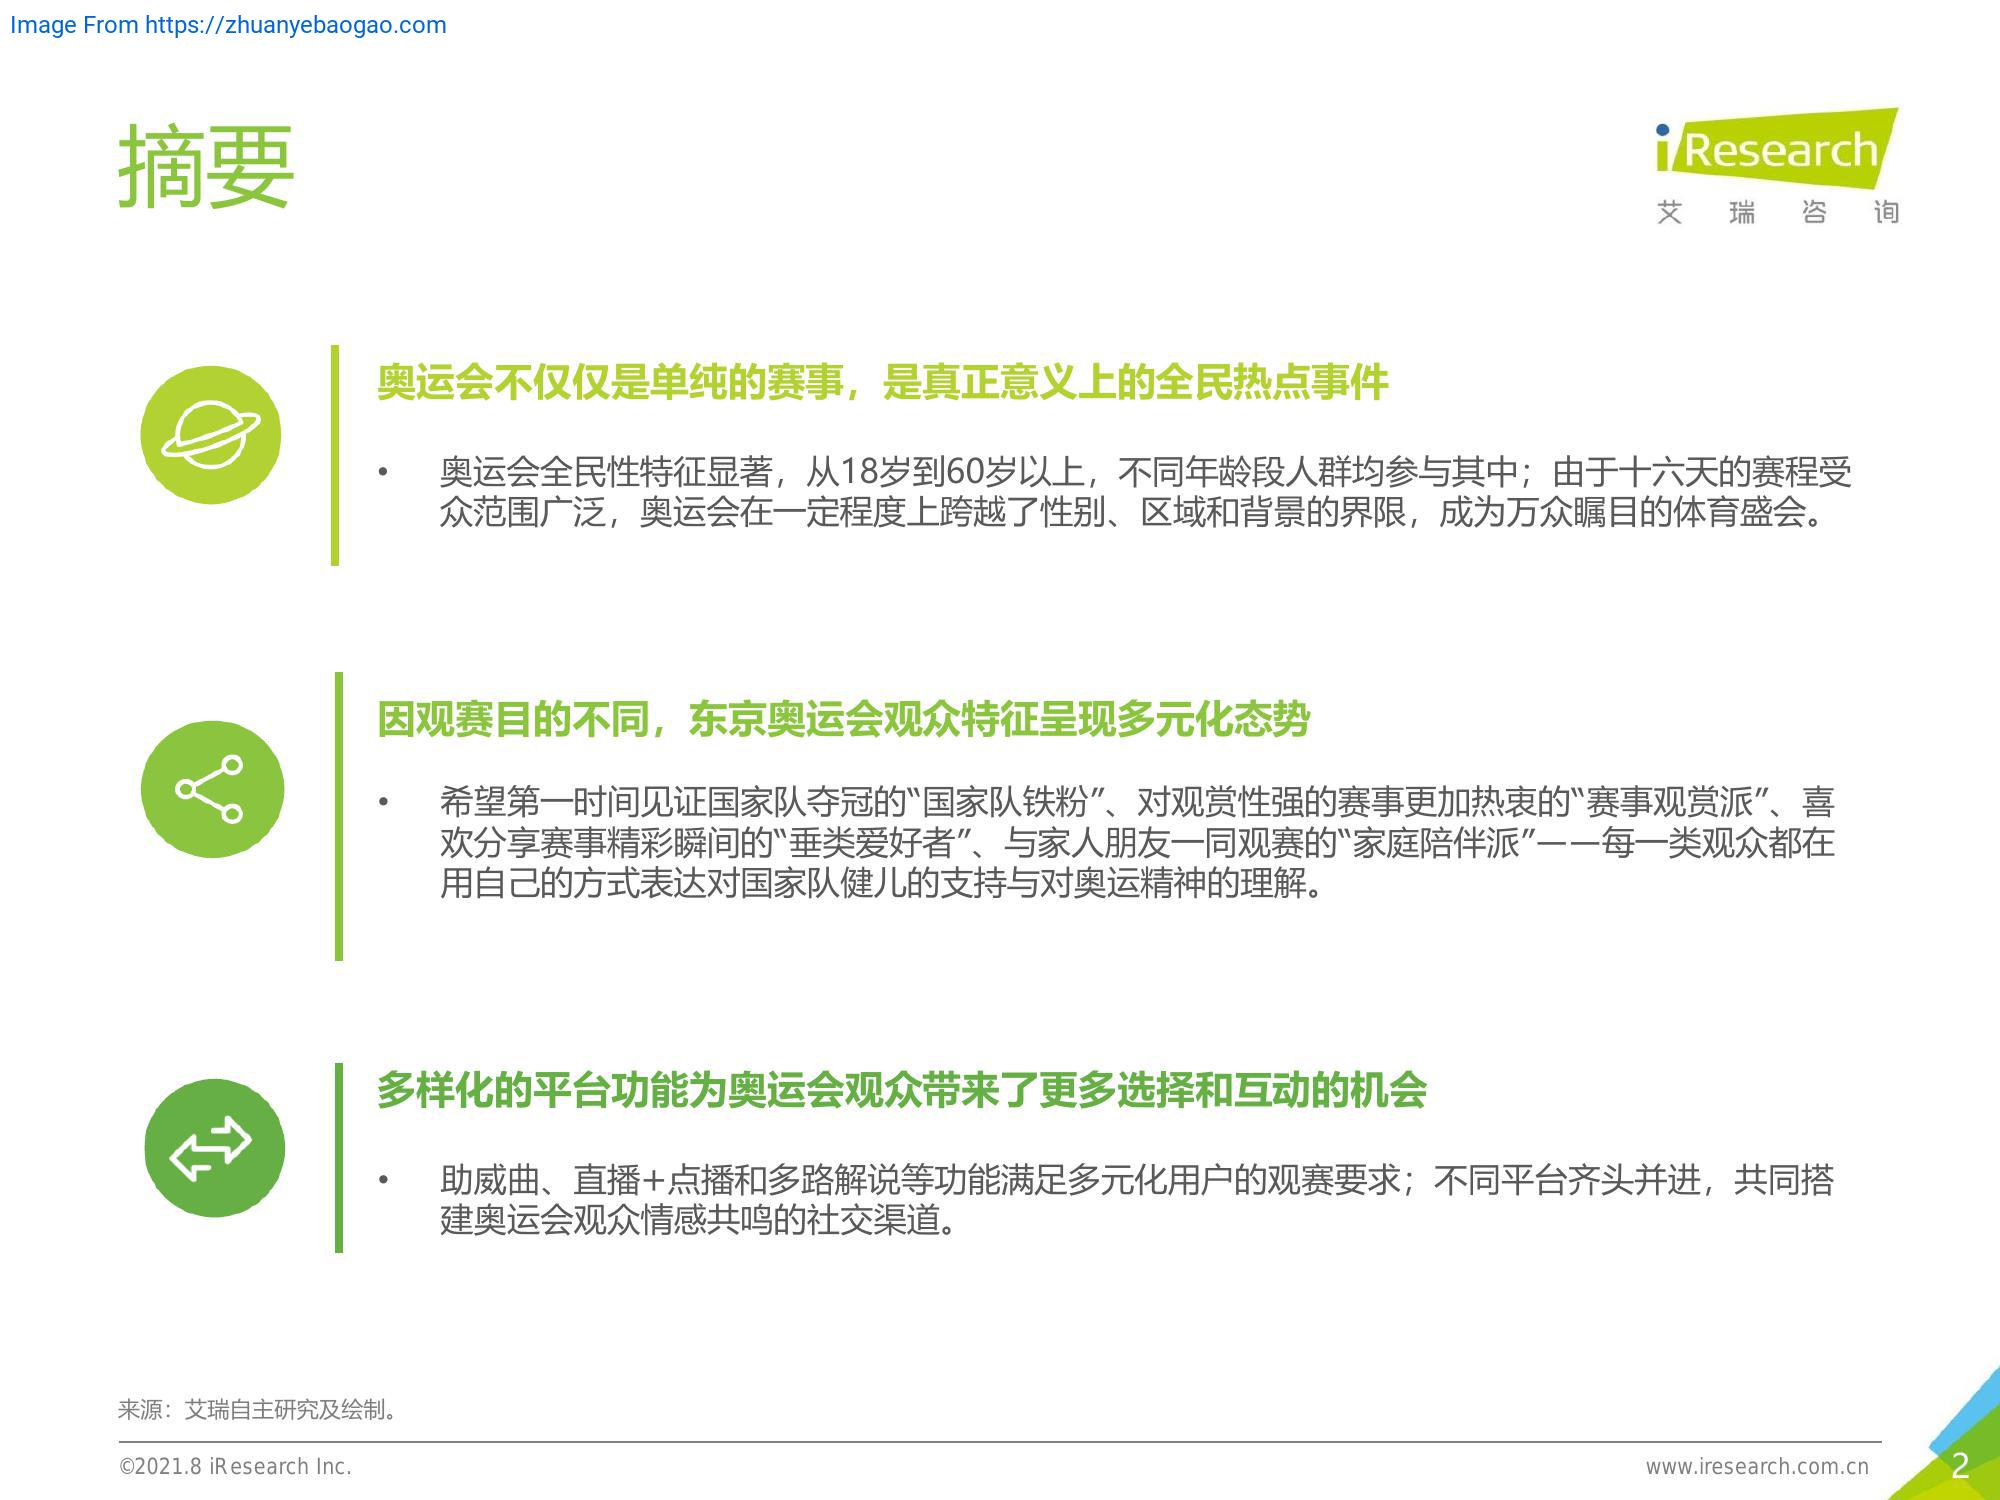 Image From https://zhuanyebaogao.com
摘要
iResearch
艾瑞咨询
奥运会不仅仅是单纯的赛事，是真正意义上的全民热点事件
• 奥运会全民性特征显著，从18岁到60岁以上，不同年龄段人群均参与其中；由于十六天的赛程受
众范围广泛，奥运会在一定程度上跨越了性别、区域和背景的界限，成为万众瞩目的体育盛会。
因观赛目的不同，东京奥运会观众特征呈现多元化态势
• 希望第一时间见证国家队夺冠的“国家队铁粉”、对观赏性强的赛事更加热衷的“赛事观赏派”、喜
欢分享赛事精彩瞬间的“垂类爱好者”、与家人朋友一同观赛的“家庭陪伴派”——每一类观众都在
用自己的方式表达对国家队健儿的支持与对奥运精神的理解。
多样化的平台功能为奥运会观众带来了更多选择和互动的机会
• 助威曲、直播+点播和多路解说等功能满足多元化用户的观赛要求；不同平台齐头并进，共同搭
建奥运会观众情感共鸣的社交渠道。
来源：艾瑞自主研究及绘制。
©2021.8 iResearch Inc.
www.iresearch.com.cn
2